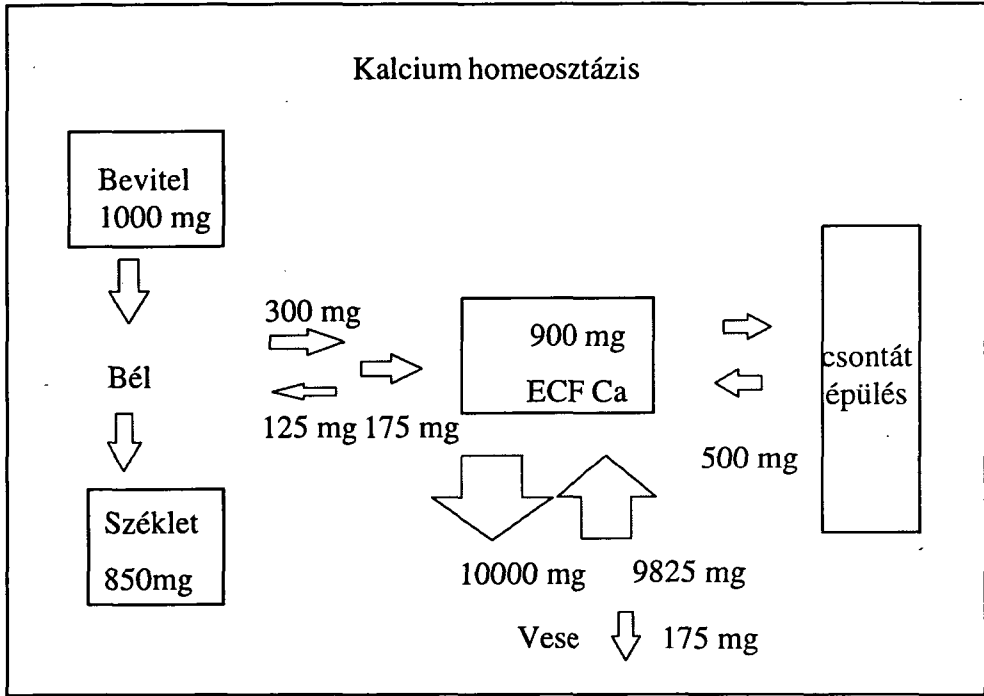 Kalcium homeosztázis
Bevitel
1000 mg
300 mg
900 mg
Bél
ECF Ca
csontát
épülés
125 mg 175 mg
500 mg
Széklet
850mg
10000 mg 9825 mg
Vese 175 mg